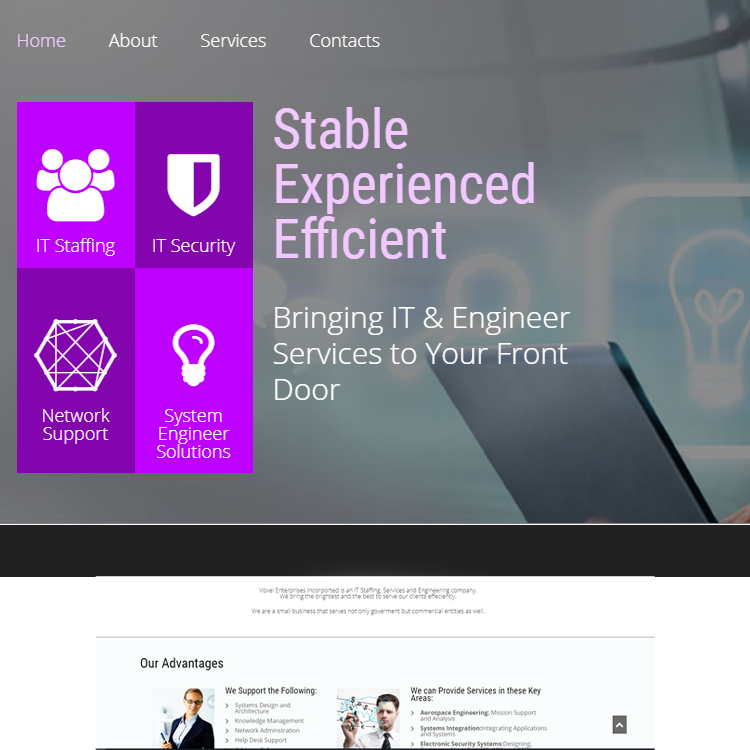 Home About Services Contacts
IT Staffing
IT Security
Network
Support
System
Engineer
Solutions
Stable
Experienced
Efficient
Bringing IT & Engineer
Services to Your Front
Door
Voxel Enterprises Incorported is an IT Staffing, Services and Engineering company.
We bring the brightest and the best to serve our clients effeciently.
We are a small business that serves not only goverment but commercial entities as well.
Our Advantages
We Support the Following:
Systems Design and
Architecture
Knowledge Management
Network Adminstration
Help Desk Support
We can Provide Services in these Key
Areas:
Aerospace Engineering: Mission Support
and Analysis
Systems Integration:Integrating Applications
and Systems
Electronic Security Systems:Designing,